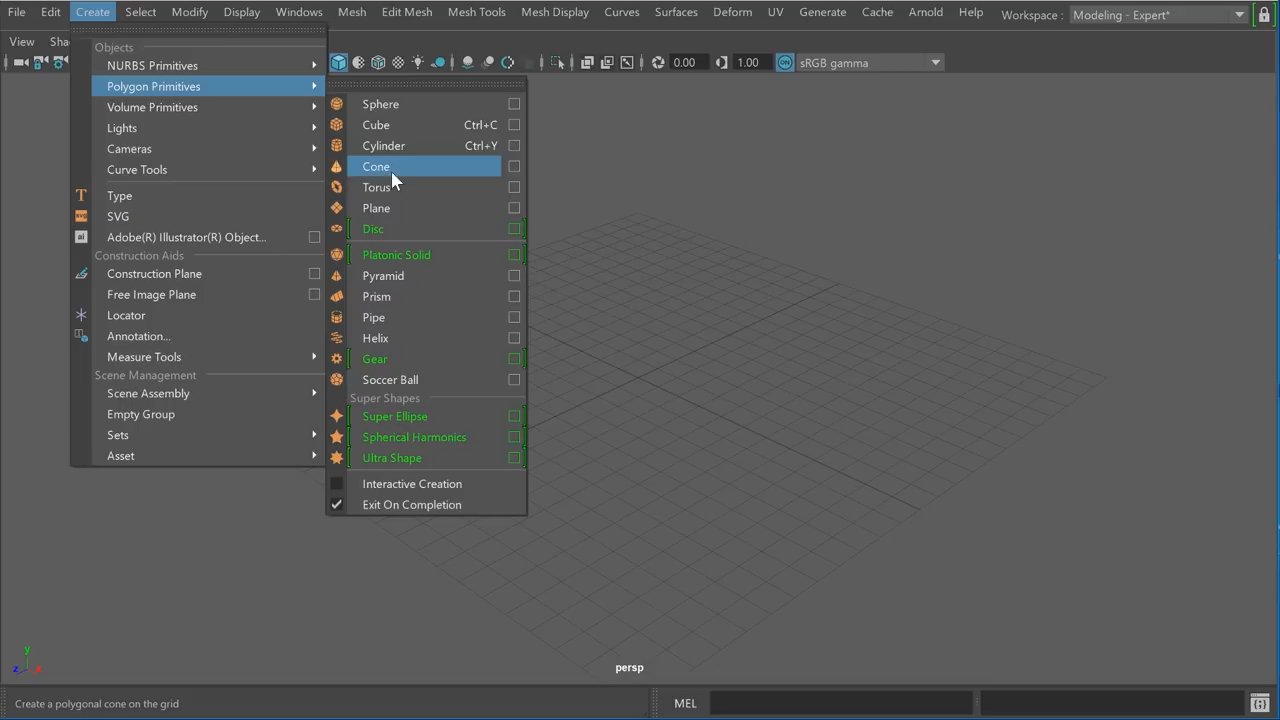 File Edit Create Select Modify Display Windows Mesh Edit Mesh Mesh Tools Mesh Display Curves Surfaces Deform UV Generate Cache Arnold Help Workspace : Modeling - Expert*
View Sha
0.00 1.00 sRGB gamma
Objects
NURBS Primitives
Polygon Primitives
Volume Primitives
Lights
Cameras
Curve Tools
Type
SVG
Adobe(R) Illustrator(R) Object...
Construction Aids
Construction Plane
Free Image Plane
Locator
Annotation...
Measure Tools
Scene Management
Scene Assembly
Empty Group
Sets
Asset
Sphere
Cube Ctrl+C
Cylinder Ctrl+Y
Cone
Torus
Plane
Disc
Platonic Solid
Pyramid
Prism
Pipe
Helix
Gear
Soccer Ball
Super Shapes
Super Ellipse
Spherical Harmonics
Ultra Shape
Interactive Creation
Exit On Completion
y
z x
persp
Create a polygonal cone on the grid MEL